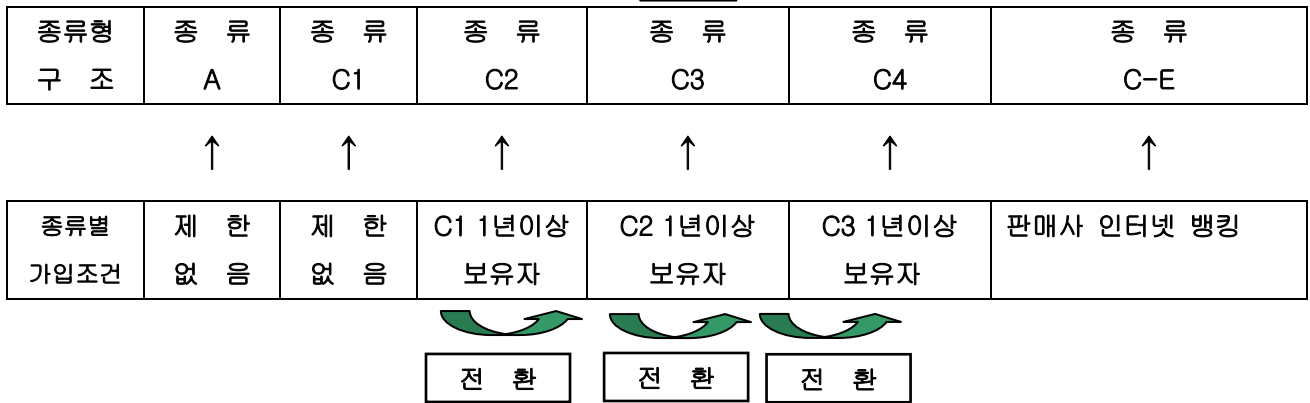 종류형 구 조
종 류 A
종 류 C1
종 류 C2
종 류 C3
종 류 C4
종 류 C-E
↑ ↑ ↑ ↑ ↑ ↑
종류별 가입조건
제 한 없 음
제 한 없 음
C1 1년이상 보유자
C2 1년이상 보유자
C3 1년이상 보유자
판매사 인터넷 뱅킹
전 환
전 환
전 환